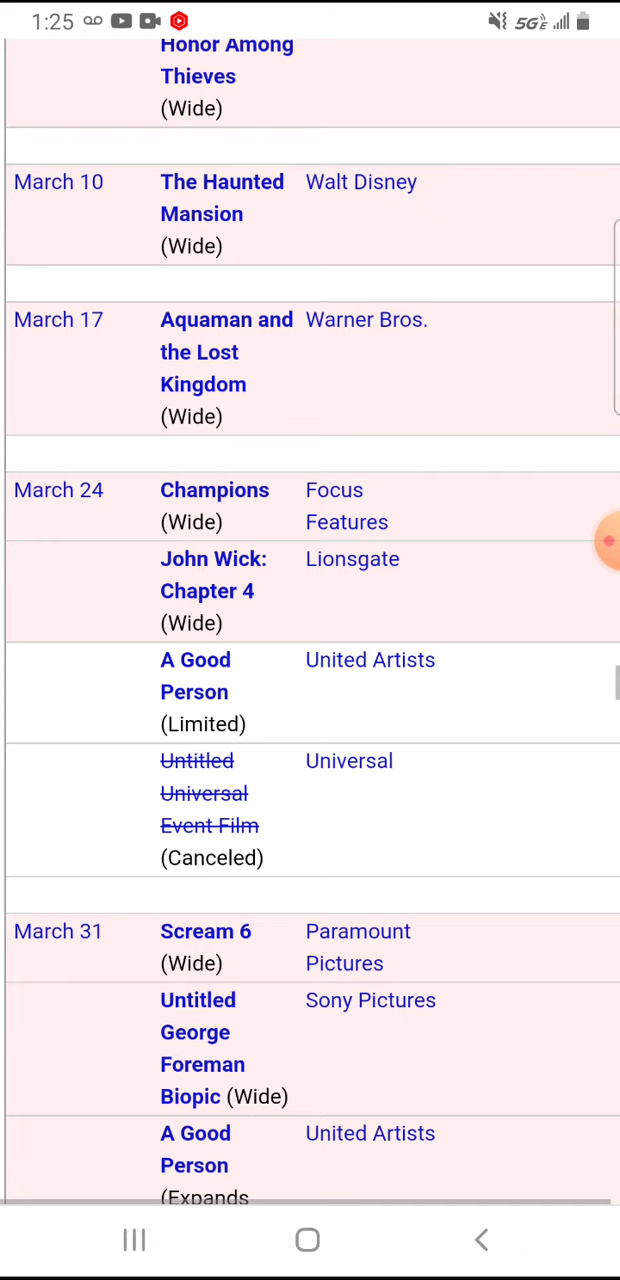 1:25 5GE
Honor Among
Thieves
(Wide)
March 10 The Haunted Walt Disney
Mansion
(Wide)
March 17 Aquaman and Warner Bros.
the Lost
Kingdom
(Wide)
March 24 Champions Focus
(Wide) Features
John Wick: Lionsgate
Chapter 4
(Wide)
A Good United Artists
Person
(Limited)
Untitled Universal
Universal
Event Film
(Canceled)
March 31 Scream 6 Paramount
(Wide) Pictures
Untitled Sony Pictures
George
Foreman
Biopic (Wide)
A Good United Artists
Person
(Expands